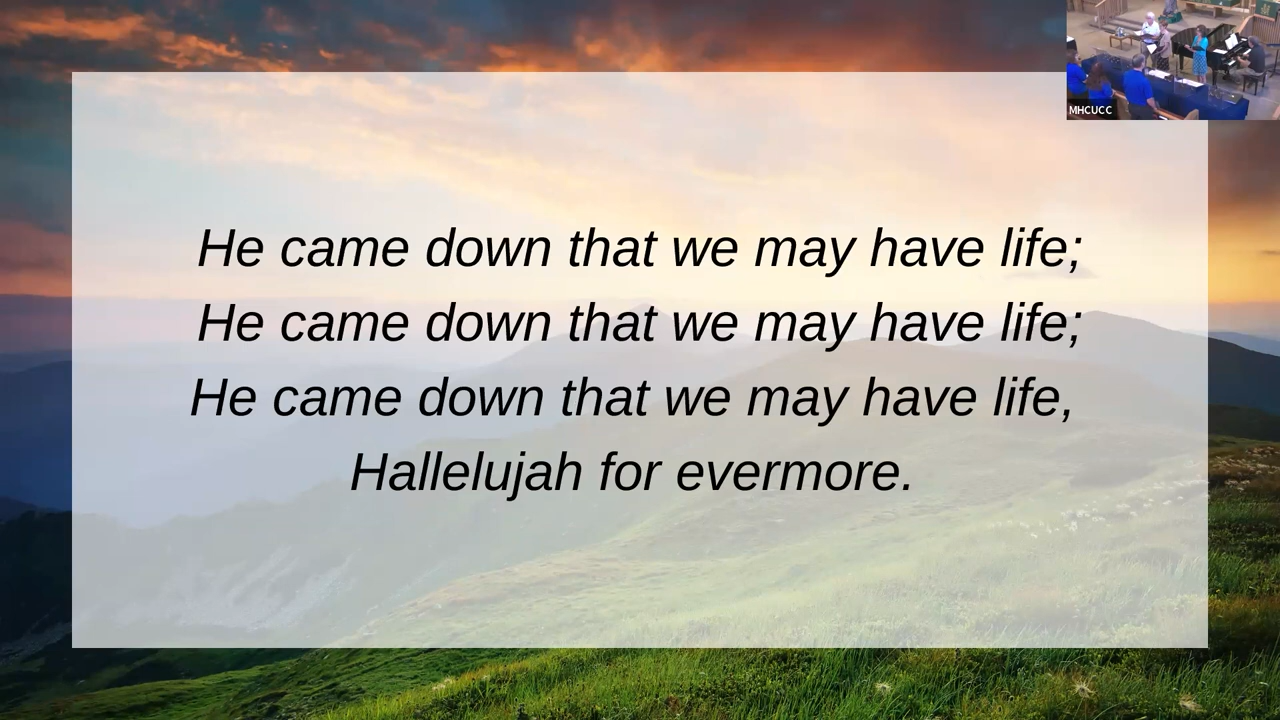 MHCUCC
He came down that we may have life;
He came down that we may have life;
He came down that we may have life,
Hallelujah for evermore.